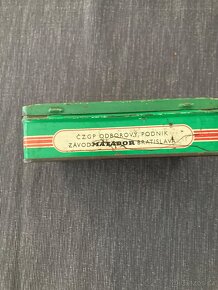 ČZGP ODBOROVÝ PODNIK
ZÁVOD MATADOR BRATISLAVA